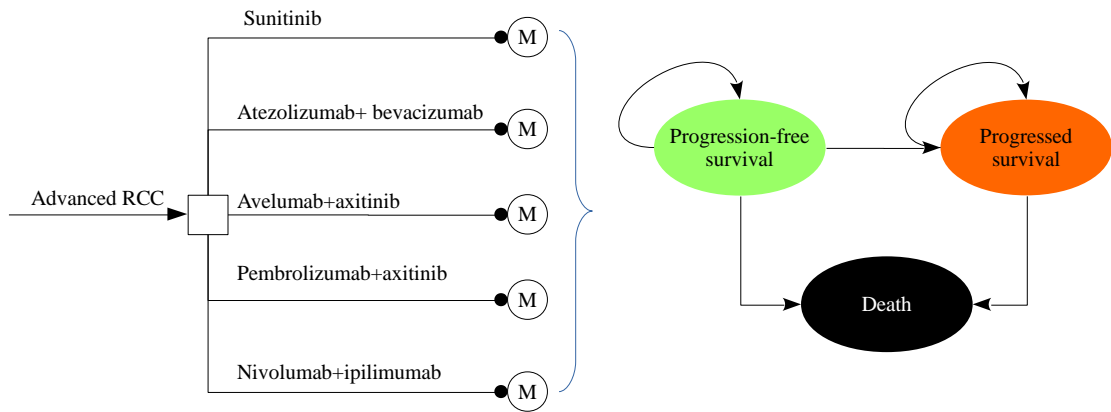 Sunitinib
M
Atezolizumab+ bevacizumab
M
Advanced RCC
Avelumab+axitinib
M
Pembrolizumab+axitinib
M
Nivolumab+ipilimumab
M
Progression-free
survival
Progressed
survival
Death